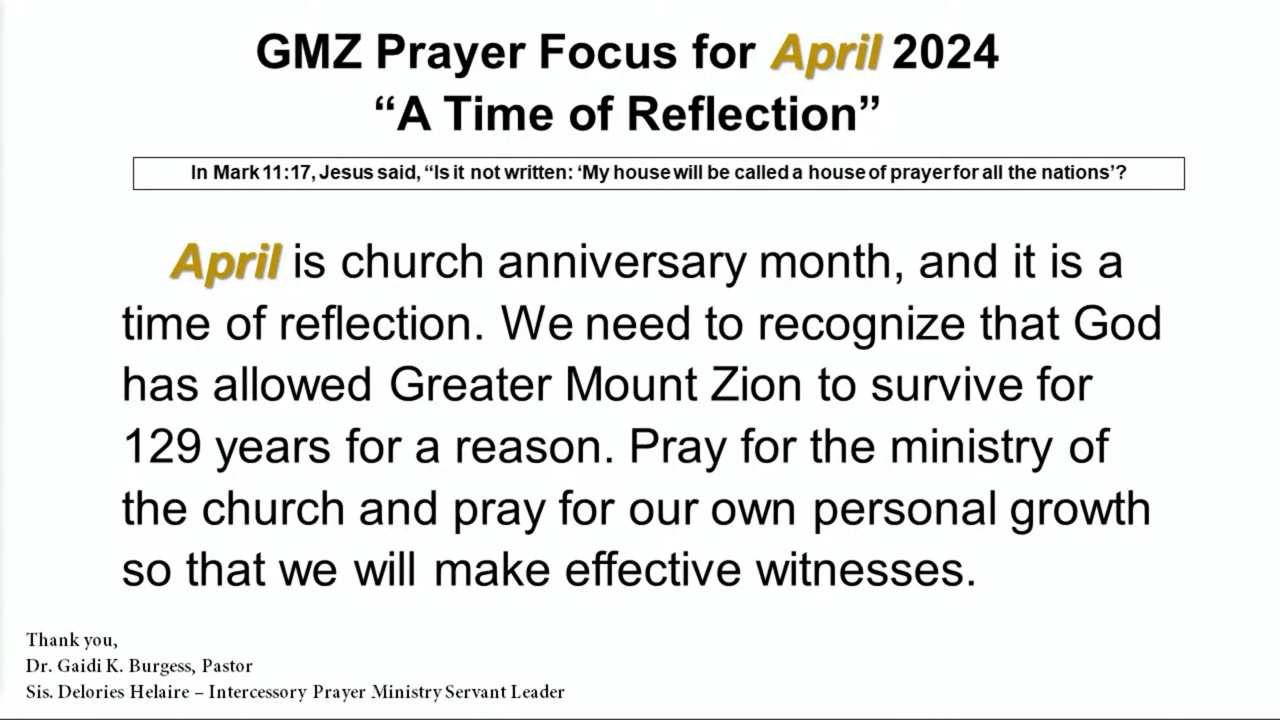 GMZ Prayer Focus for April 2024
“A Time of Reflection”
In Mark 11:17, Jesus said, “Is it not written: ‘My house will be called a house of prayer for all the nations’?
April is church anniversary month, and it is a
time of reflection. We need to recognize that God
has allowed Greater Mount Zion to survive for
129 years for a reason. Pray for the ministry of
the church and pray for our own personal growth
so that we will make effective witnesses.
Thank you,
Dr. Gaidi K. Burgess, Pastor
Sis. Delories Helaire – Intercessory Prayer Ministry Servant Leader